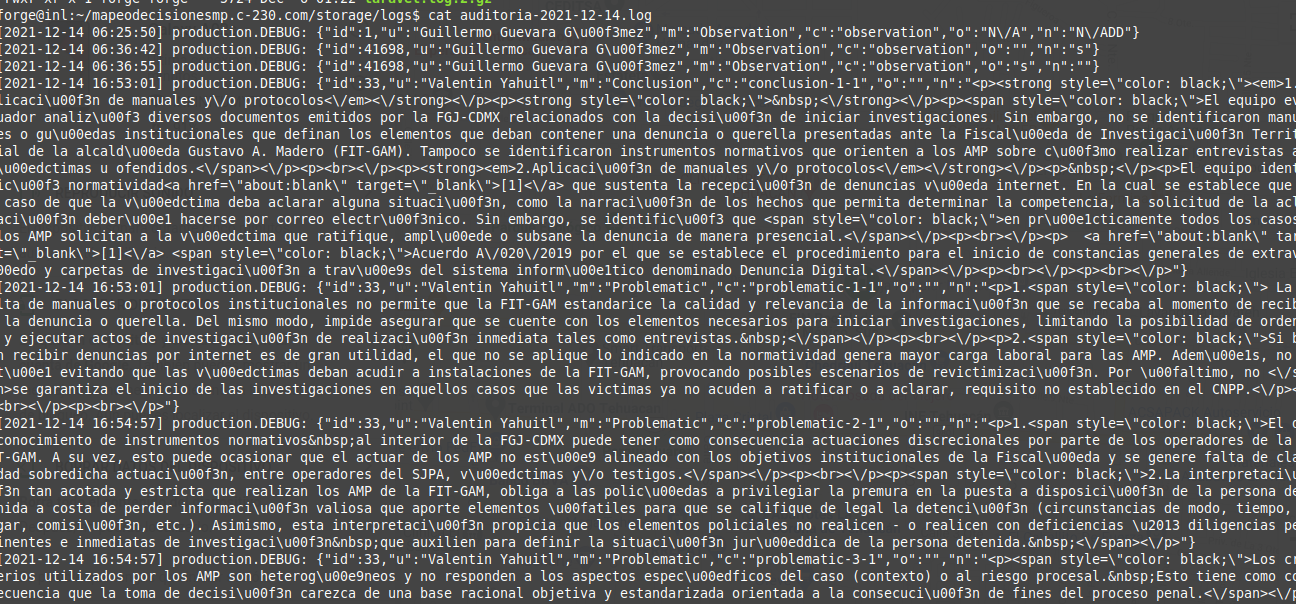 laravel.log.2.gz
forge@inl:~/mapeodecisionesmp.c-230.com/storage/logs$ cat auditoria-2021-12-14.log
[2021-12-14 06:25:50] production.DEBUG: {"id":1,"u":"Guillermo Guevara G\u00f3mez","m":"Observation","c":"observation","o":"N\/A","n":"N\/ADD"}
[2021-12-14 06:36:42] production.DEBUG: {"id":41698,"u":"Guillermo Guevara G\u00f3mez","m":"Observation","c":"observation","o":"","n":"s"}
[2021-12-14 06:36:55] production.DEBUG: {"id":41698,"u":"Guillermo Guevara G\u00f3mez","m":"Observation","c":"observation","o":"s","n":""}
[2021-12-14 16:53:01] production.DEBUG: {"id":33,"u":"Valentin Yahuitl","m":"Conclusion","c":"conclusion-1-1","o":"","n":"<p><strong style=\"color: black;\"><em>1.
licaci\u00f3n de manuales y\/o protocolos<\/em><\/strong><\/p><p><strong style=\"color: black;\">&nbsp;<\/strong><\/p><p><span style=\"color: black;\">El equipo ev
uador analiz\u00f3 diversos documentos emitidos por la FGJ-CDMX relacionados con la decisi\u00f3n de iniciar investigaciones. Sin embargo, no se identificaron manu
es o gu\u00edas institucionales que definan los elementos que deban contener una denuncia o querella presentadas ante la Fiscal\u00eda de Investigaci\u00f3n Territ
ial de la alcald\u00eda Gustavo A. Madero (FIT-GAM). Tampoco se identificaron instrumentos normativos que orienten a los AMP sobre c\u00f3mo realizar entrevistas a
\u00edctimas u ofendidos.<\/span><\/p><p><br><\/p><p><strong><em>2.Aplicaci\u00f3n de manuales y\/o protocolos<\/em><\/strong><\/p><p>&nbsp;<\/p><p>El equipo ident
ic\u00f3 normatividad<a href=\"about:blank\" target=\"_blank\">[1]<\/a> que sustenta la recepci\u00f3n de denuncias v\u00eda internet. En la cual se establece que
caso de que la v\u00edctima deba aclarar alguna situaci\u00f3n, como la narraci\u00f3n de los hechos que permita determinar la competencia, la solicitud de la acl
aci\u00f3n deber\u00e1 hacerse por correo electr\u00f3nico. Sin embargo, se identific\u00f3 que <span style=\"color: black;\">en pr\u00e1cticamente todos los casos
los AMP solicitan a la v\u00edctima que ratifique, ampl\u00ede o subsane la denuncia de manera presencial.<\/span><\/p><p><br><\/p><p>  <a href=\"about:blank\" tar
t=\"_blank\">[1]<\/a> <span style=\"color: black;\">Acuerdo A\/020\/2019 por el que se establece el procedimiento para el inicio de constancias generales de extrav
00edo y carpetas de investigaci\u00f3n a trav\u00e9s del sistema inform\u00e1tico denominado Denuncia Digital.<\/span><\/p><p><br><\/p><p><br><\/p>"}
[2021-12-14 16:53:01] production.DEBUG: {"id":33,"u":"Valentin Yahuitl","m":"Problematic","c":"problematic-1-1","o":"","n":"<p>1.<span style=\"color: black;\"> La
lta de manuales o protocolos institucionales no permite que la FIT-GAM estandarice la calidad y relevancia de la informaci\u00f3n que se recaba al momento de recib
la denuncia o querella. Del mismo modo, impide asegurar que se cuente con los elementos necesarios para iniciar investigaciones, limitando la posibilidad de orden
y ejecutar actos de investigaci\u00f3n de realizaci\u00f3n inmediata tales como entrevistas.&nbsp;<\/span><\/p><p><br><\/p><p>2.<span style=\"color: black;\">Si b
n recibir denuncias por internet es de gran utilidad, el que no se aplique lo indicado en la normatividad genera mayor carga laboral para las AMP. Adem\u00e1s, no
t\u00e1 evitando que las v\u00edctimas deban acudir a instalaciones de la FIT-GAM, provocando posibles escenarios de revictimizaci\u00f3n. Por \u00faltimo, no <\/s
n>se garantiza el inicio de las investigaciones en aquellos casos que las victimas ya no acuden a ratificar o a aclarar, requisito no establecido en el CNPP.<\/p><
<br><\/p><p><br><\/p>"}
[2021-12-14 16:54:57] production.DEBUG: {"id":33,"u":"Valentin Yahuitl","m":"Problematic","c":"problematic-2-1","o":"","n":"<p>1.<span style=\"color: black;\">El d
conocimiento de instrumentos normativos&nbsp;al interior de la FGJ-CDMX puede tener como consecuencia actuaciones discrecionales por parte de los operadores de la
T-GAM. A su vez, esto puede ocasionar que el actuar de los AMP no est\u00e9 alineado con los objetivos institucionales de la Fiscal\u00eda y se genere falta de cla
dad sobredicha actuaci\u00f3n, entre operadores del SJPA, v\u00edctimas y\/o testigos.<\/span><\/p><p><br><\/p><p><span style=\"color: black;\">2.La interpretaci\u
f3n tan acotada y estricta que realizan los AMP de la FIT-GAM, obliga a las polic\u00edas a privilegiar la premura en la puesta a disposici\u00f3n de la persona de
nida a costa de perder informaci\u00f3n valiosa que aporte elementos \u00fatiles para que se califique de legal la detenci\u00f3n (circunstancias de modo, tiempo,
gar, comisi\u00f3n, etc.). Asimismo, esta interpretaci\u00f3n propicia que los elementos policiales no realicen - o realicen con deficiencias \u2013 diligencias pe
inentes e inmediatas de investigaci\u00f3n&nbsp;que auxilien para definir la situaci\u00f3n jur\u00eddica de la persona detenida.&nbsp;<\/span><\/p>"}
[2021-12-14 16:54:57] production.DEBUG: {"id":33,"u":"Valentin Yahuitl","m":"Problematic","c":"problematic-3-1","o":"","n":"<p><span style=\"color: black;\">Los cr
erios utilizados por los AMP son heterog\u00e9neos y no responden a los aspectos espec\u00edficos del caso (contexto) o al riesgo procesal.&nbsp;Esto tiene como co
ecuencia que la toma de decisi\u00f3n carezca de una base racional objetiva y estandarizada orientada a la consecuci\u00f3n de fines del proceso penal.<\/span><\/p